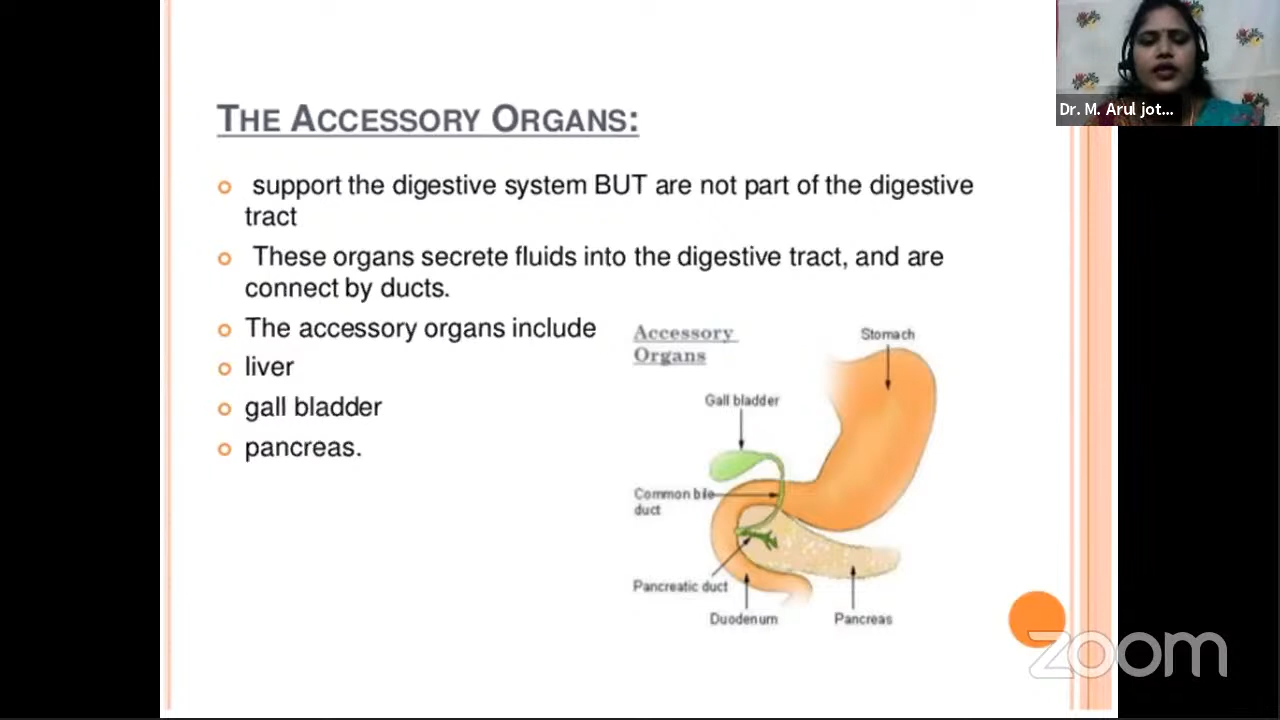 THE ACCESSORY ORGANS:
support the digestive system BUT are not part of the digestive
tract
These organs secrete fluids into the digestive tract, and are
connect by ducts.
The accessory organs include
liver
gall bladder
pancreas.
Accessory
Organs
Stomach
Gall bladder
Common bile
duct
Pancreatic duct
Duodenum
Pancreas
Dr. M. Arul jot...
zoom